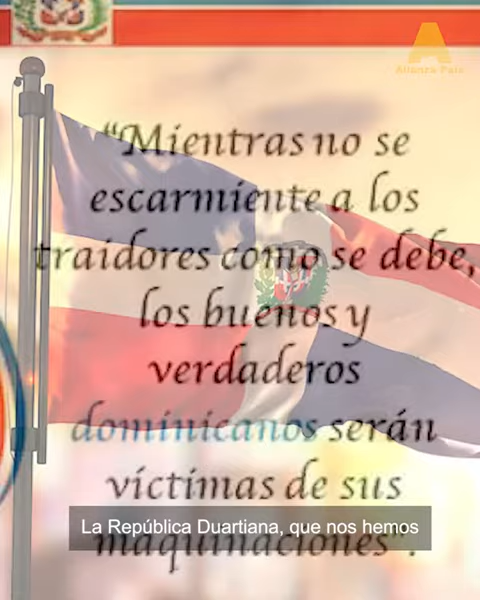 Alianza País
“Mientras no se
escarmiente a los
traidores como se debe,
los buenos y
verdaderos
dominicanos serán
víctimas de sus
maquinaciones”.
La República Duartiana, que nos hemos